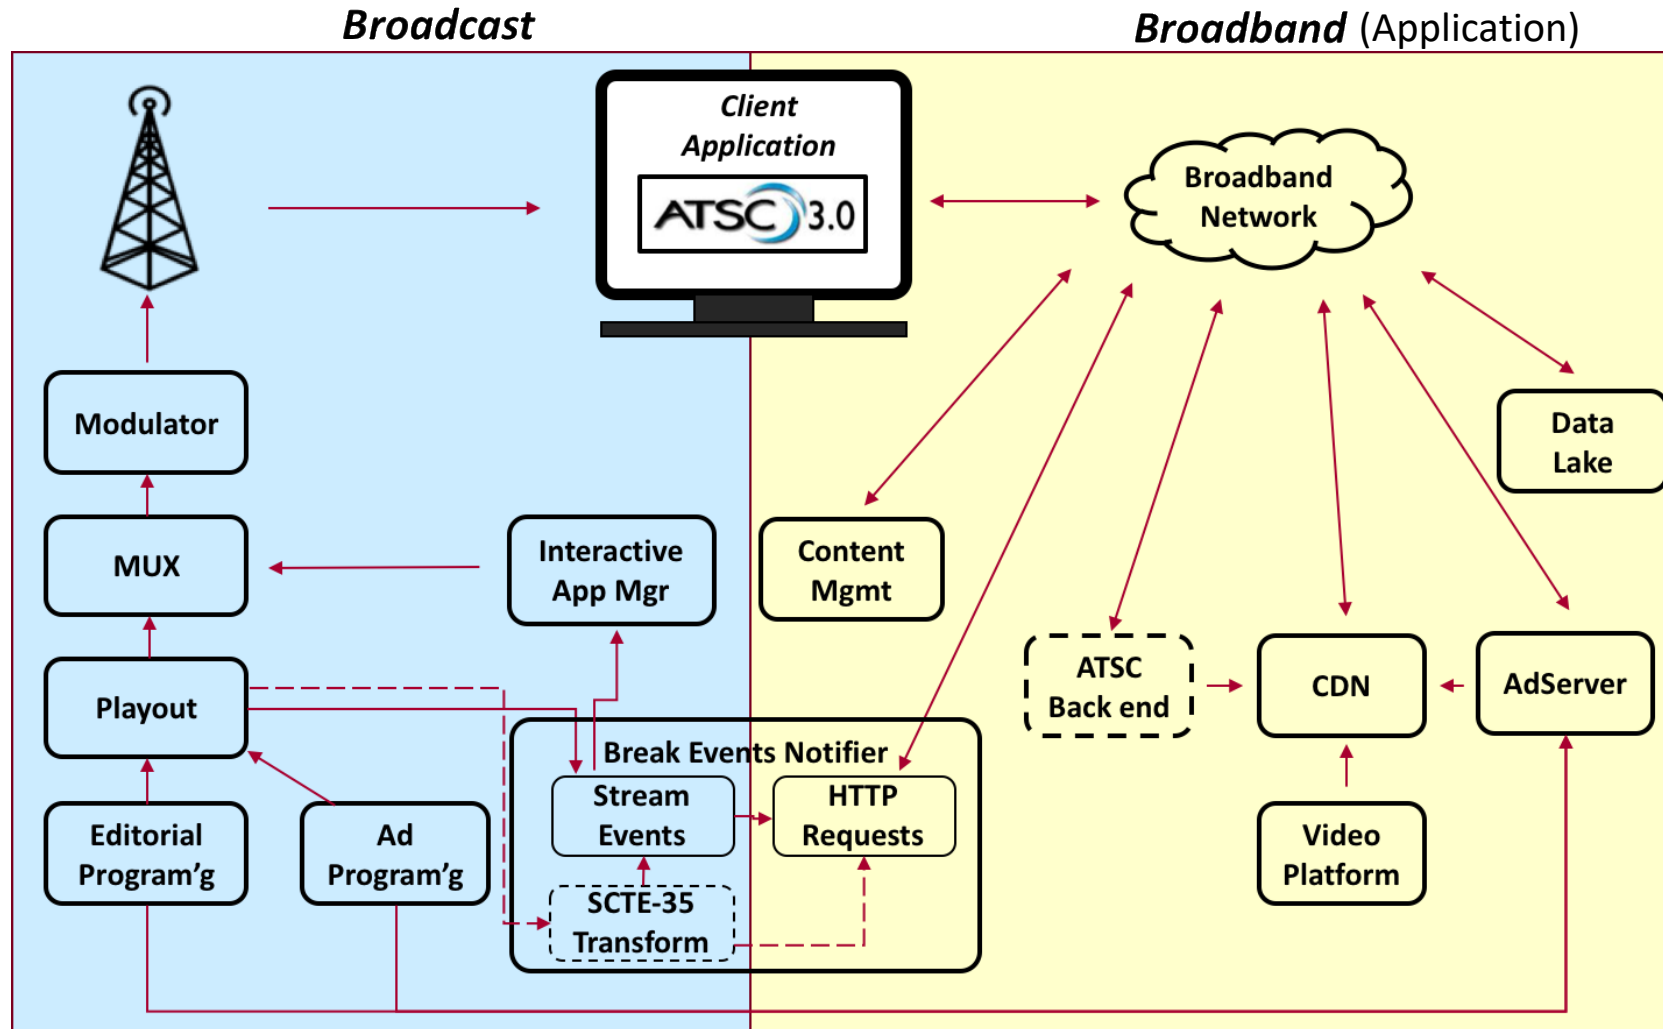 Broadcast
Broadband (Application)
Client
Application
ATSC 3.0
Broadband
Network
Modulator
Data
Lake
MUX
Interactive
App Mgr
Content
Mgmt
Playout
ATSC
Back end
CDN
AdServer
Break Events Notifier
Stream
Events
HTTP
Requests
Editorial
Program’g
Ad
Program’g
SCTE-35
Transform
Video
Platform